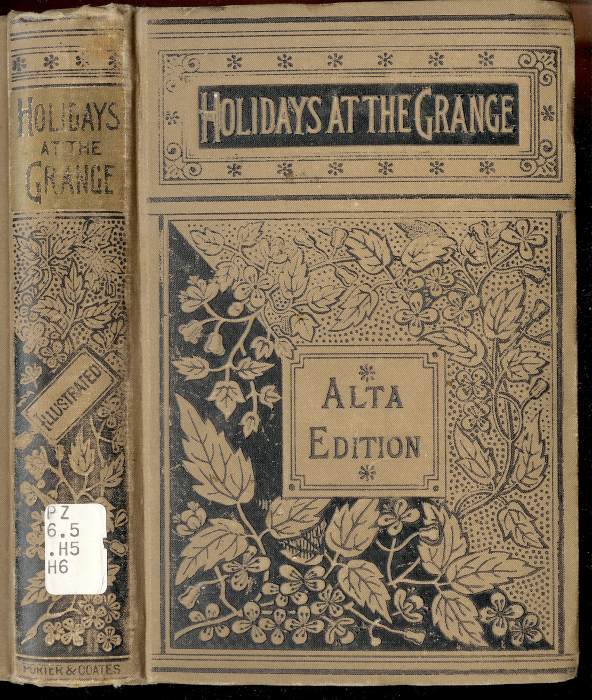 HOLIDAYS
AT THE
GRANGE
ILLUSTRATED
PZ
6.5
.H5
H6
PORTER & COATES
HOLIDAYS AT THE GRANGE
ALTA
EDITION